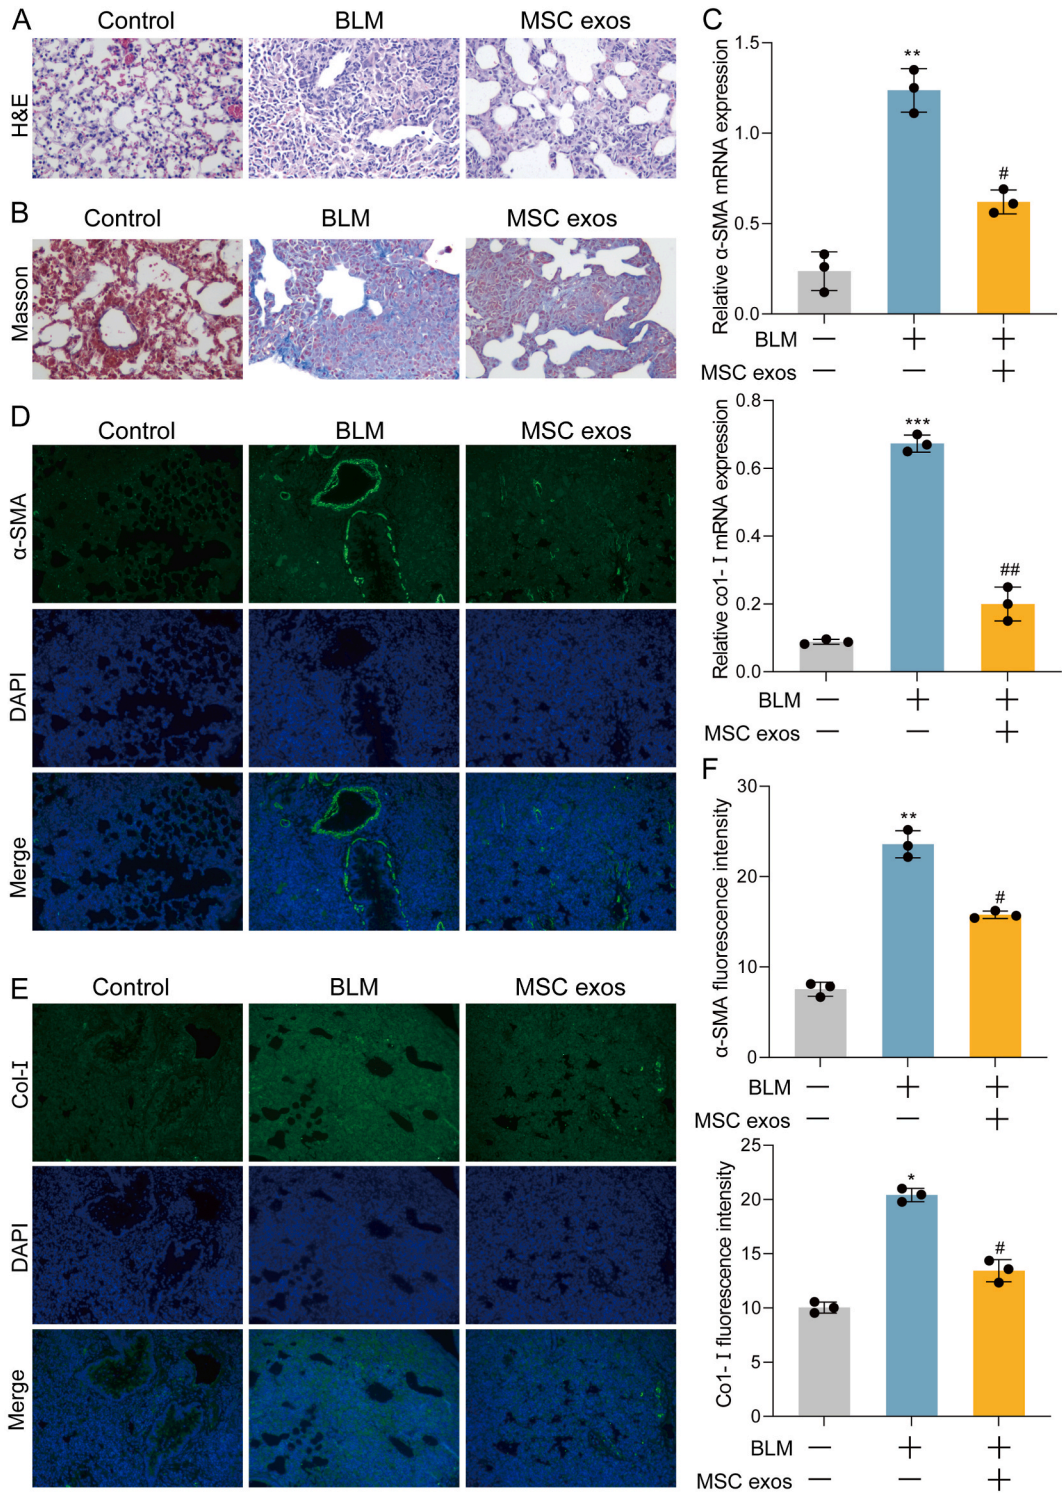 A
Control BLM MSC exos
H&E
B
Control BLM MSC exos
Masson
C
Relative α-SMA mRNA expression
1.5
1.0
0.5
0.0
**
#
BLM — + +
MSC exos — — +
Relative co1- I mRNA expression
0.8
0.6
0.4
0.2
0.0
***
##
BLM — + +
MSC exos — — +
D
Control BLM MSC exos
α-SMA
DAPI
Merge
E
Control BLM MSC exos
Col-I
DAPI
Merge
F
α-SMA fluorescence intensity
30
20
10
0
**
#
BLM — + +
MSC exos — — +
Co1- I fluorescence intensity
25
20
15
10
5
0
*
#
BLM — + +
MSC exos — — +